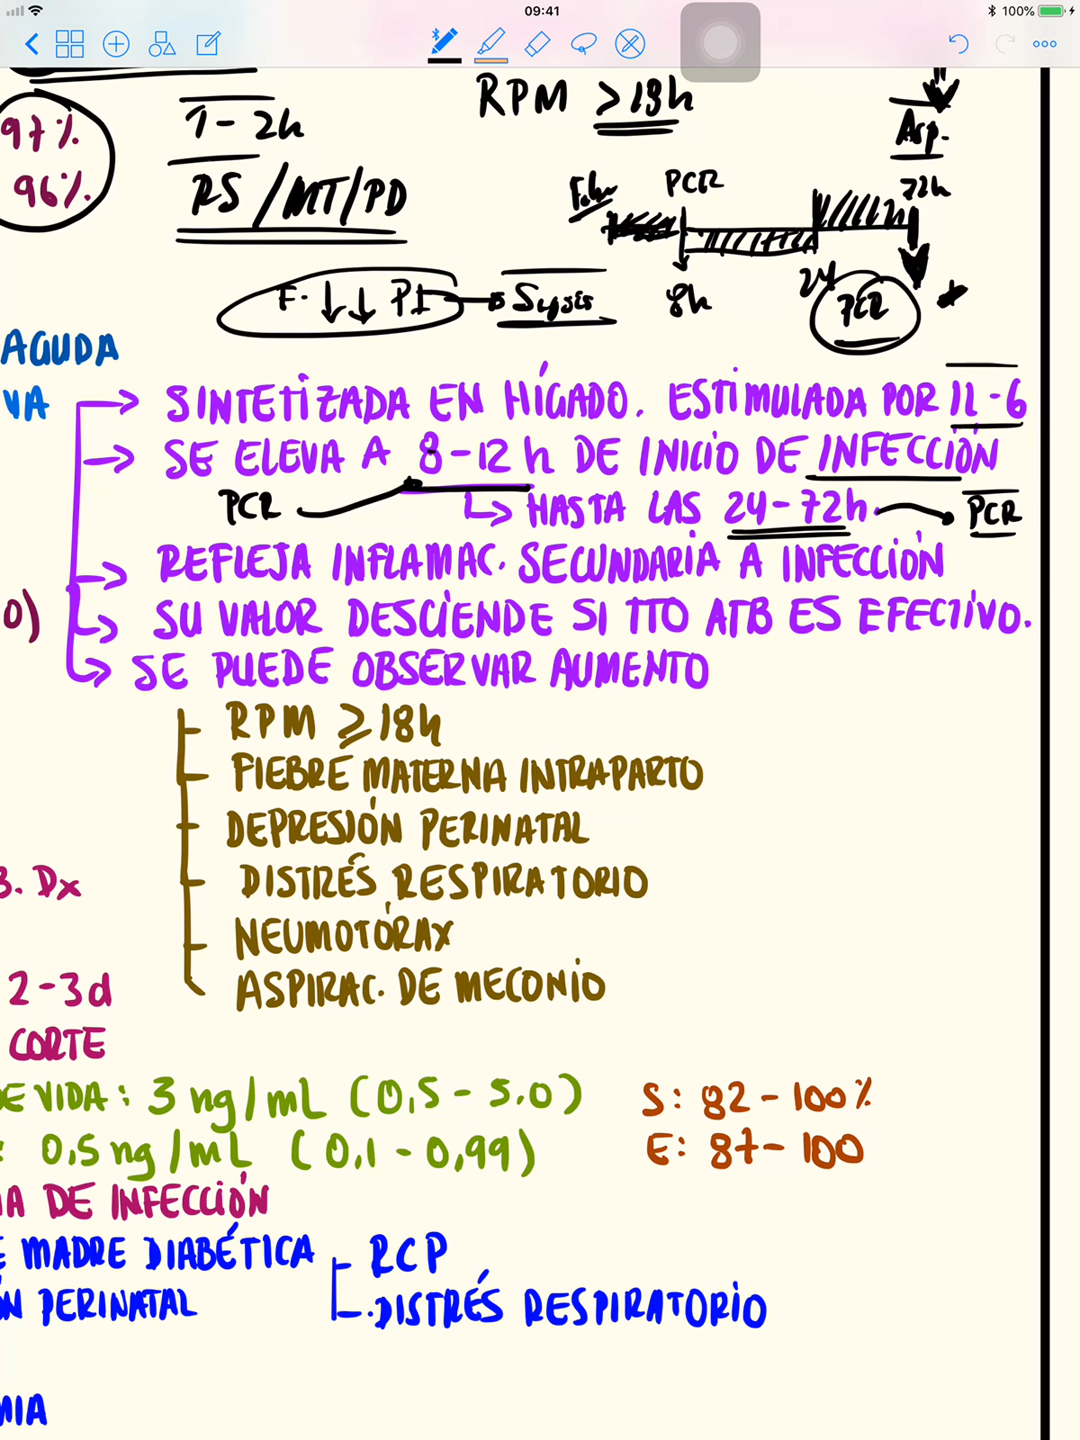 09:41
100%
97%
96%
1-2h
RS/MT/PD
RPM >18h
Asp.
PCR
72h
8h
24
PCR
F. ↓↓ PI → Sepsis
AGUDA
VA
→ SINTETIZADA EN HÍGADO. ESTIMULADA POR IL-6
→ SE ELEVA A 8-12h DE INICIO DE INFECCIÓN
PCR ↳ HASTA LAS 24-72h. PCR
→ REFLEJA INFLAMAC. SECUNDARIA A INFECCIÓN
0)
→ SU VALOR DESCIENDE SI TTO ATB ES EFECTIVO.
→ SE PUEDE OBSERVAR AUMENTO
- RPM ≥18h
- FIEBRE MATERNA INTRAPARTO
- DEPRESIÓN PERINATAL
- DISTRÉS RESPIRATORIO
- NEUMOTÓRAX
- ASPIRAC. DE MECONIO
3. Dx
2-3d
CORTE
DE VIDA: 3 ng/mL (0,5-5.0) S: 82-100%
: 0,5 ng/mL (0,1-0,99) E: 87-100
IA DE INFECCIÓN
E MADRE DIABÉTICA
- RCP
ÓN PERINATAL
- DISTRÉS RESPIRATORIO
MIA